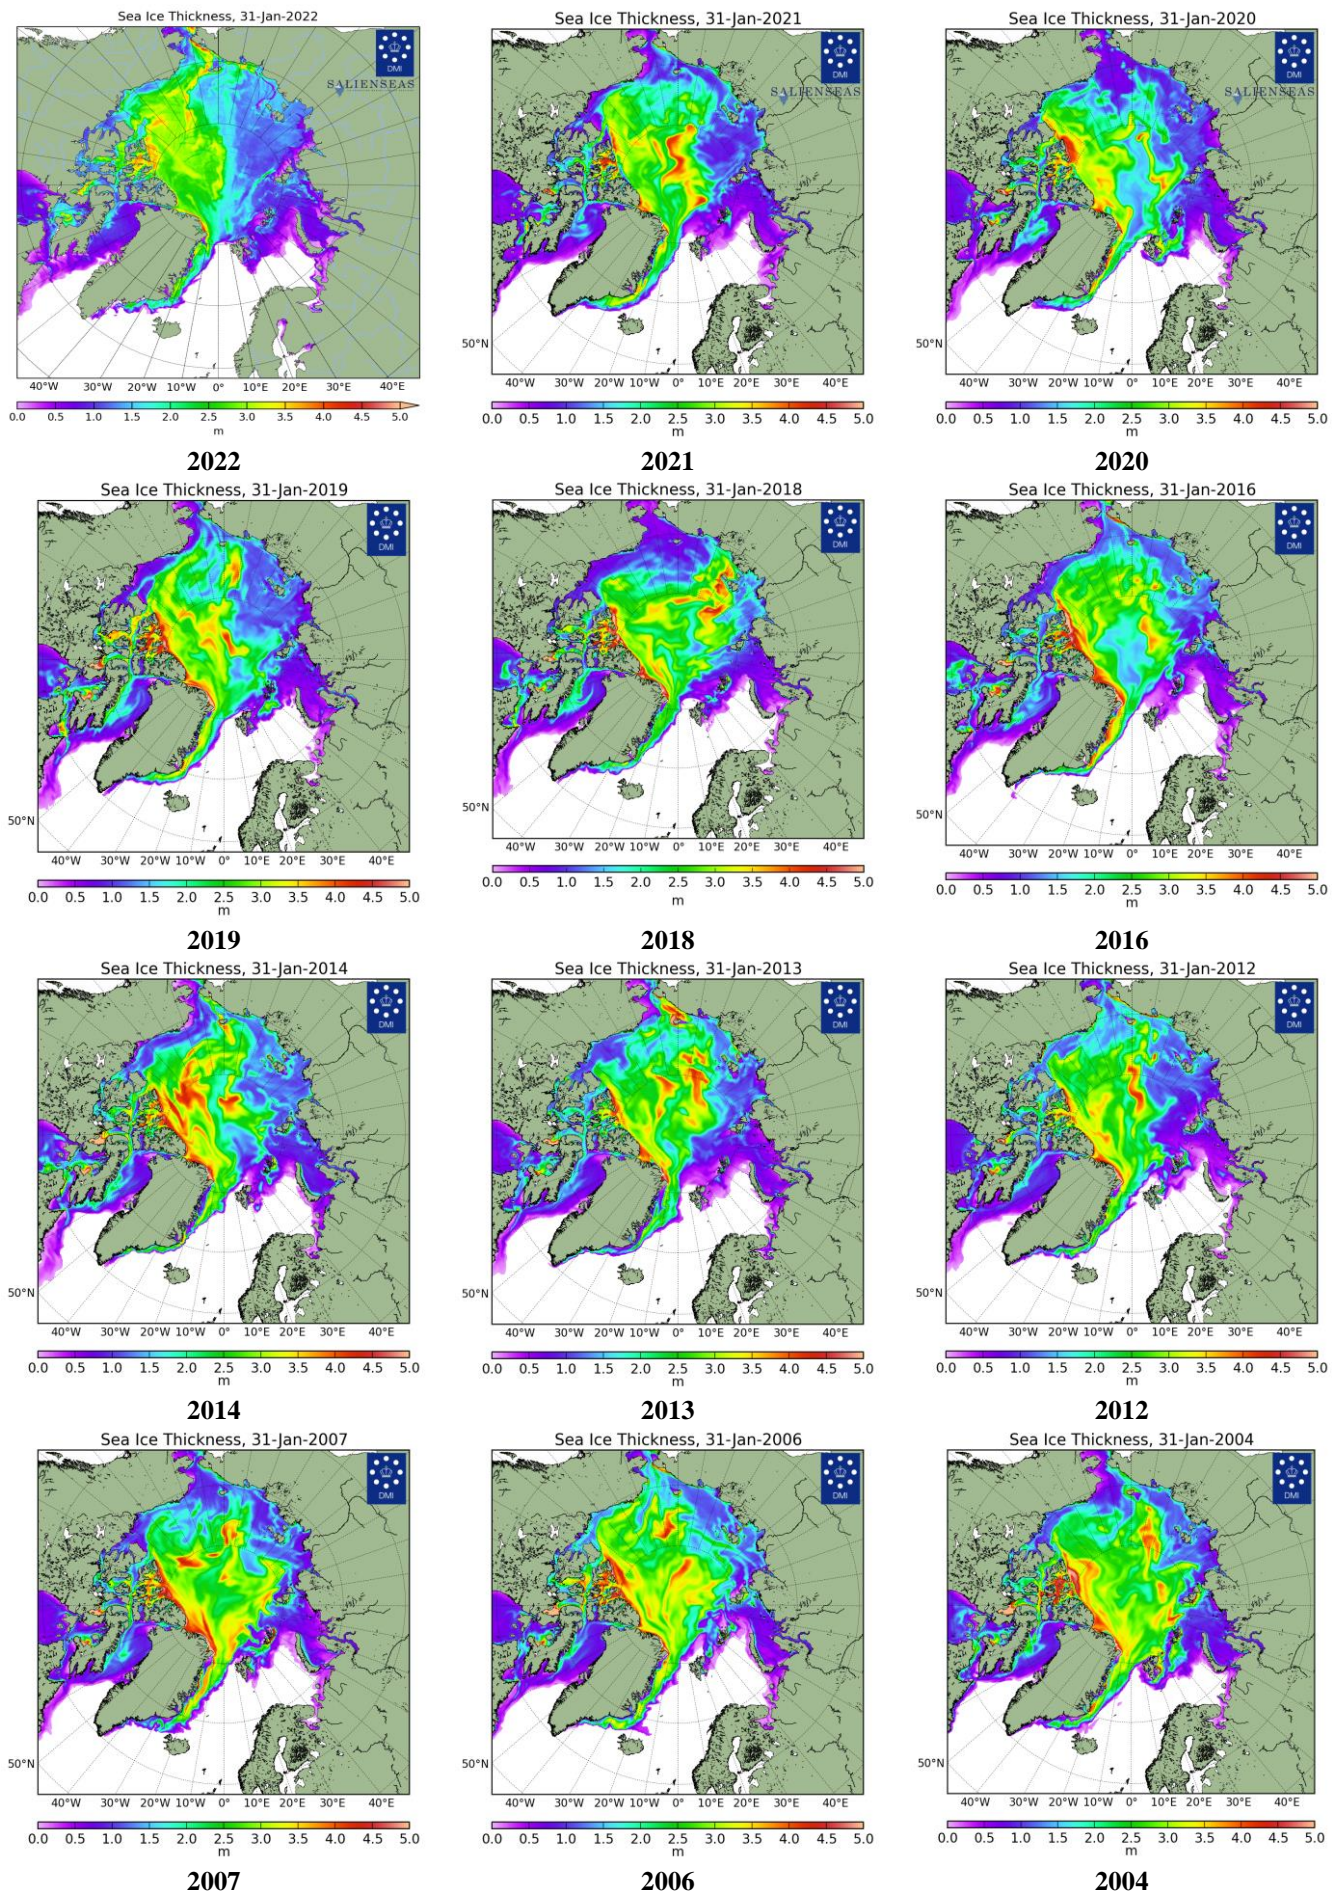 Sea Ice Thickness, 31-Jan-2022
DMI
SALIENSEAS
40°W 30°W 20°W 10°W 0° 10°E 20°E 30°E 40°E
0.0 0.5 1.0 1.5 2.0 2.5 3.0 3.5 4.0 4.5 5.0
m
2022
Sea Ice Thickness, 31-Jan-2021
DMI
SALIENSEAS
50°N
40°W 30°W 20°W 10°W 0° 10°E 20°E 30°E 40°E
0.0 0.5 1.0 1.5 2.0 2.5 3.0 3.5 4.0 4.5 5.0
m
2021
Sea Ice Thickness, 31-Jan-2020
DMI
SALIENSEAS
50°N
40°W 30°W 20°W 10°W 0° 10°E 20°E 30°E 40°E
0.0 0.5 1.0 1.5 2.0 2.5 3.0 3.5 4.0 4.5 5.0
m
2020
Sea Ice Thickness, 31-Jan-2019
DMI
50°N
40°W 30°W 20°W 10°W 0° 10°E 20°E 30°E 40°E
0.0 0.5 1.0 1.5 2.0 2.5 3.0 3.5 4.0 4.5 5.0
m
2019
Sea Ice Thickness, 31-Jan-2018
DMI
50°N
40°W 30°W 20°W 10°W 0° 10°E 20°E 30°E 40°E
0.0 0.5 1.0 1.5 2.0 2.5 3.0 3.5 4.0 4.5 5.0
m
2018
Sea Ice Thickness, 31-Jan-2016
DMI
50°N
40°W 30°W 20°W 10°W 0° 10°E 20°E 30°E 40°E
0.0 0.5 1.0 1.5 2.0 2.5 3.0 3.5 4.0 4.5 5.0
m
2016
Sea Ice Thickness, 31-Jan-2014
DMI
50°N
40°W 30°W 20°W 10°W 0° 10°E 20°E 30°E 40°E
0.0 0.5 1.0 1.5 2.0 2.5 3.0 3.5 4.0 4.5 5.0
m
2014
Sea Ice Thickness, 31-Jan-2013
DMI
50°N
40°W 30°W 20°W 10°W 0° 10°E 20°E 30°E 40°E
0.0 0.5 1.0 1.5 2.0 2.5 3.0 3.5 4.0 4.5 5.0
m
2013
Sea Ice Thickness, 31-Jan-2012
DMI
50°N
40°W 30°W 20°W 10°W 0° 10°E 20°E 30°E 40°E
0.0 0.5 1.0 1.5 2.0 2.5 3.0 3.5 4.0 4.5 5.0
m
2012
Sea Ice Thickness, 31-Jan-2007
DMI
50°N
40°W 30°W 20°W 10°W 0° 10°E 20°E 30°E 40°E
0.0 0.5 1.0 1.5 2.0 2.5 3.0 3.5 4.0 4.5 5.0
m
2007
Sea Ice Thickness, 31-Jan-2006
DMI
50°N
40°W 30°W 20°W 10°W 0° 10°E 20°E 30°E 40°E
0.0 0.5 1.0 1.5 2.0 2.5 3.0 3.5 4.0 4.5 5.0
m
2006
Sea Ice Thickness, 31-Jan-2004
DMI
50°N
40°W 30°W 20°W 10°W 0° 10°E 20°E 30°E 40°E
0.0 0.5 1.0 1.5 2.0 2.5 3.0 3.5 4.0 4.5 5.0
m
2004